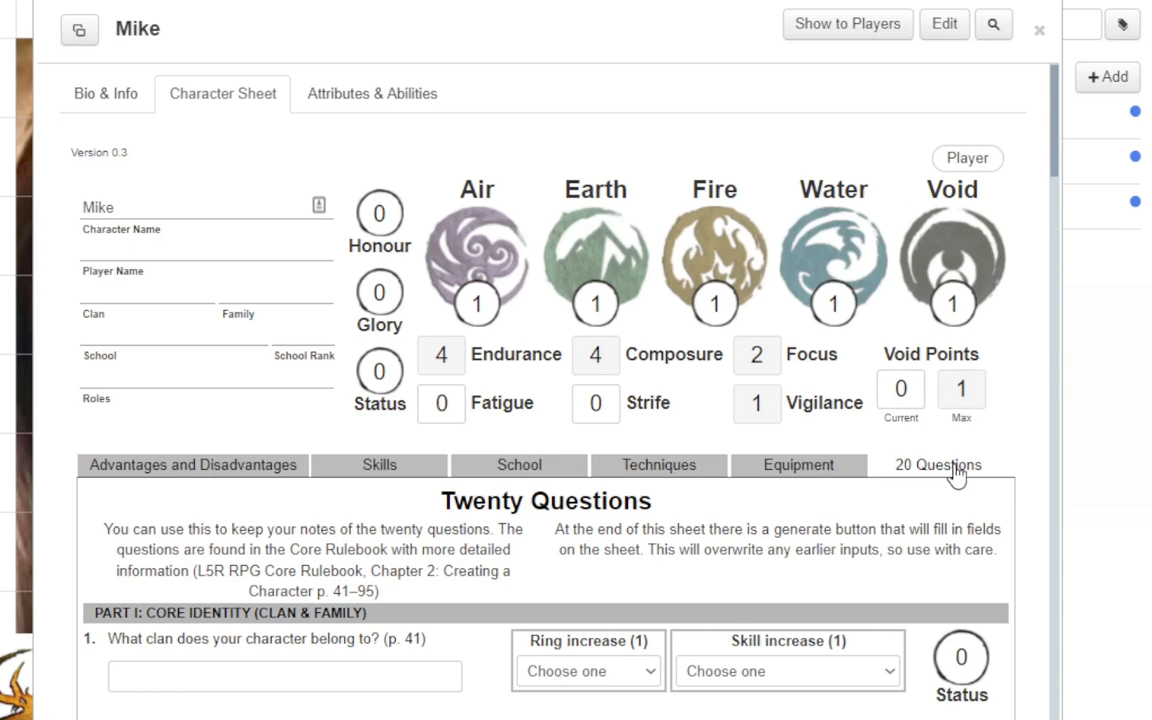 Mike
Show to Players
Edit
Add
Bio & Info
Character Sheet
Attributes & Abilities
Version 0.3
Player
Mike
Character Name
Player Name
Clan
Family
School
School Rank
Roles
0
Honour
0
Glory
0
Status
Air
Earth
Fire
Water
Void
1
1
1
1
1
4 Endurance
4 Composure
2 Focus
Void Points
0 Fatigue
0 Strife
1 Vigilance
0
1
Current
Max
Advantages and Disadvantages
Skills
School
Techniques
Equipment
20 Questions
Twenty Questions
You can use this to keep your notes of the twenty questions. The
questions are found in the Core Rulebook with more detailed
information (L5R RPG Core Rulebook, Chapter 2: Creating a
Character p. 41–95)
At the end of this sheet there is a generate button that will fill in fields
on the sheet. This will overwrite any earlier inputs, so use with care.
PART I: CORE IDENTITY (CLAN & FAMILY)
1. What clan does your character belong to? (p. 41)
Ring increase (1)
Choose one
Skill increase (1)
Choose one
0
Status